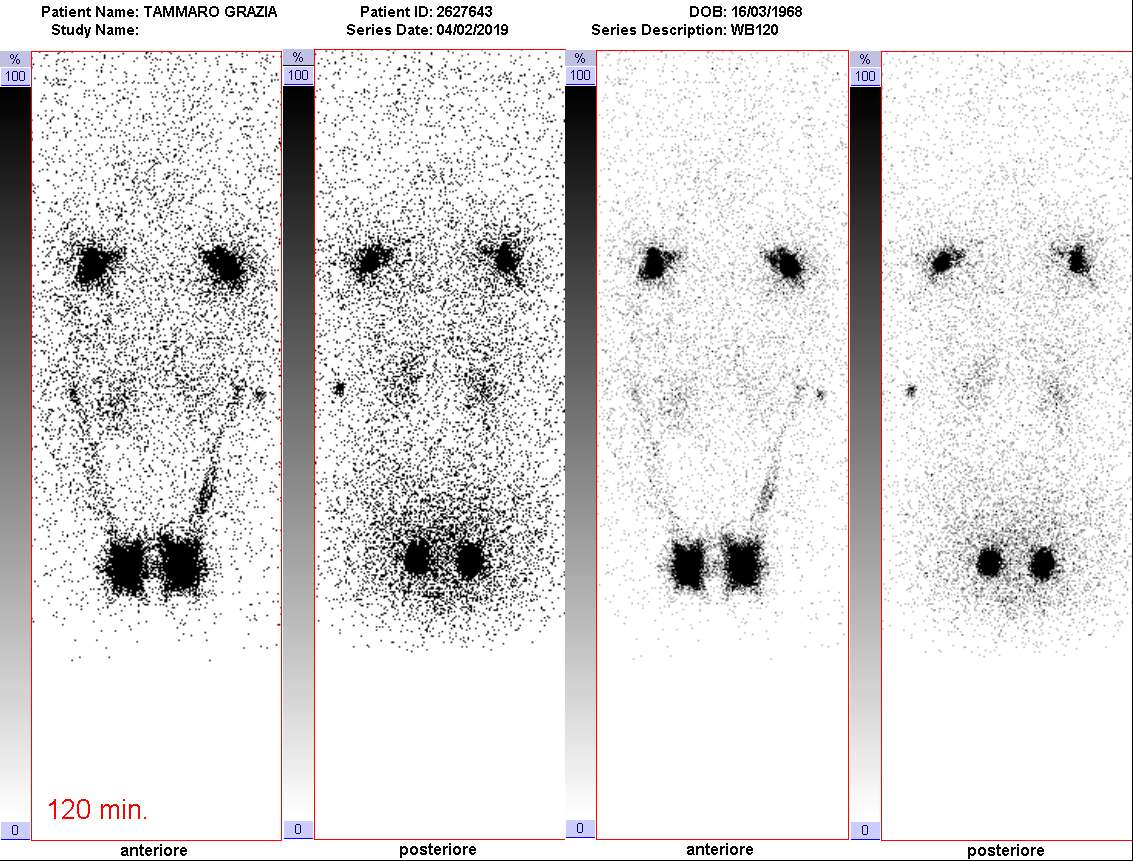 Patient Name: TAMMARO GRAZIA Patient ID: 2627643 DOB: 16/03/1968
Study Name: Series Date: 04/02/2019 Series Description: WB120
% % % %
100 100 100 100
120 min.
0 0 0 0
anteriore posteriore anteriore posteriore